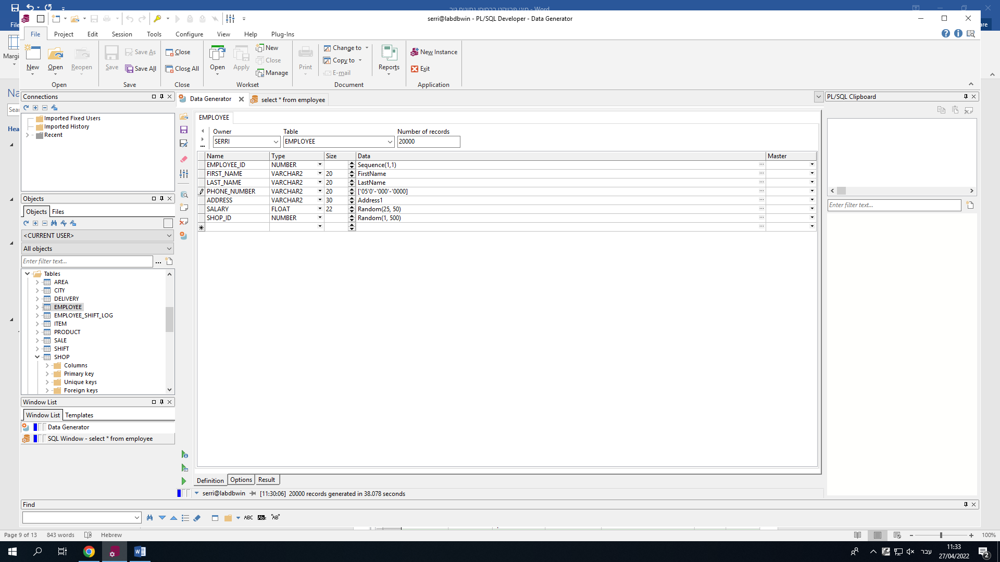 מיני פרויקט בבסיסי נתונים גיר - Word
serri@labdbwin - PL/SQL Developer - Data Generator
File Project Edit Session Tools Configure View Help Plug-Ins
New Open Reopen Save Save As Save All Close Close All Open Apply New Close Manage Print Change to Copy to E-mail Reports New Instance Exit
Open Save Close Workset Document Application
Connections
Imported Fixed Users
Imported History
Recent
Objects
Objects Files
<CURRENT USER>
All objects
Enter filter text...
Tables
AREA
CITY
DELIVERY
EMPLOYEE
EMPLOYEE_SHIFT_LOG
ITEM
PRODUCT
SALE
SHIFT
SHOP
Columns
Primary key
Unique keys
Foreign keys
Window List
Window List Templates
Data Generator
SQL Window - select * from employee
Data Generator select * from employee
EMPLOYEE
Owner Table Number of records
SERRI EMPLOYEE 20000
Name Type Size Data Master
EMPLOYEE_ID NUMBER Sequence(1,1)
FIRST_NAME VARCHAR2 20 FirstName
LAST_NAME VARCHAR2 20 LastName
PHONE_NUMBER VARCHAR2 20 ['05'0'-'000'-'0000]
ADDRESS VARCHAR2 30 Address1
SALARY FLOAT 22 Random(25, 50)
SHOP_ID NUMBER Random(1, 500)
Definition Options Result
serri@labdbwin [11:30:06] 20000 records generated in 38.078 seconds
PL/SQL Clipboard
Enter filter text...
Find
ABC AB "AB"
Page 9 of 13 843 words Hebrew 100%
עבר 11:33
27/04/2022 2